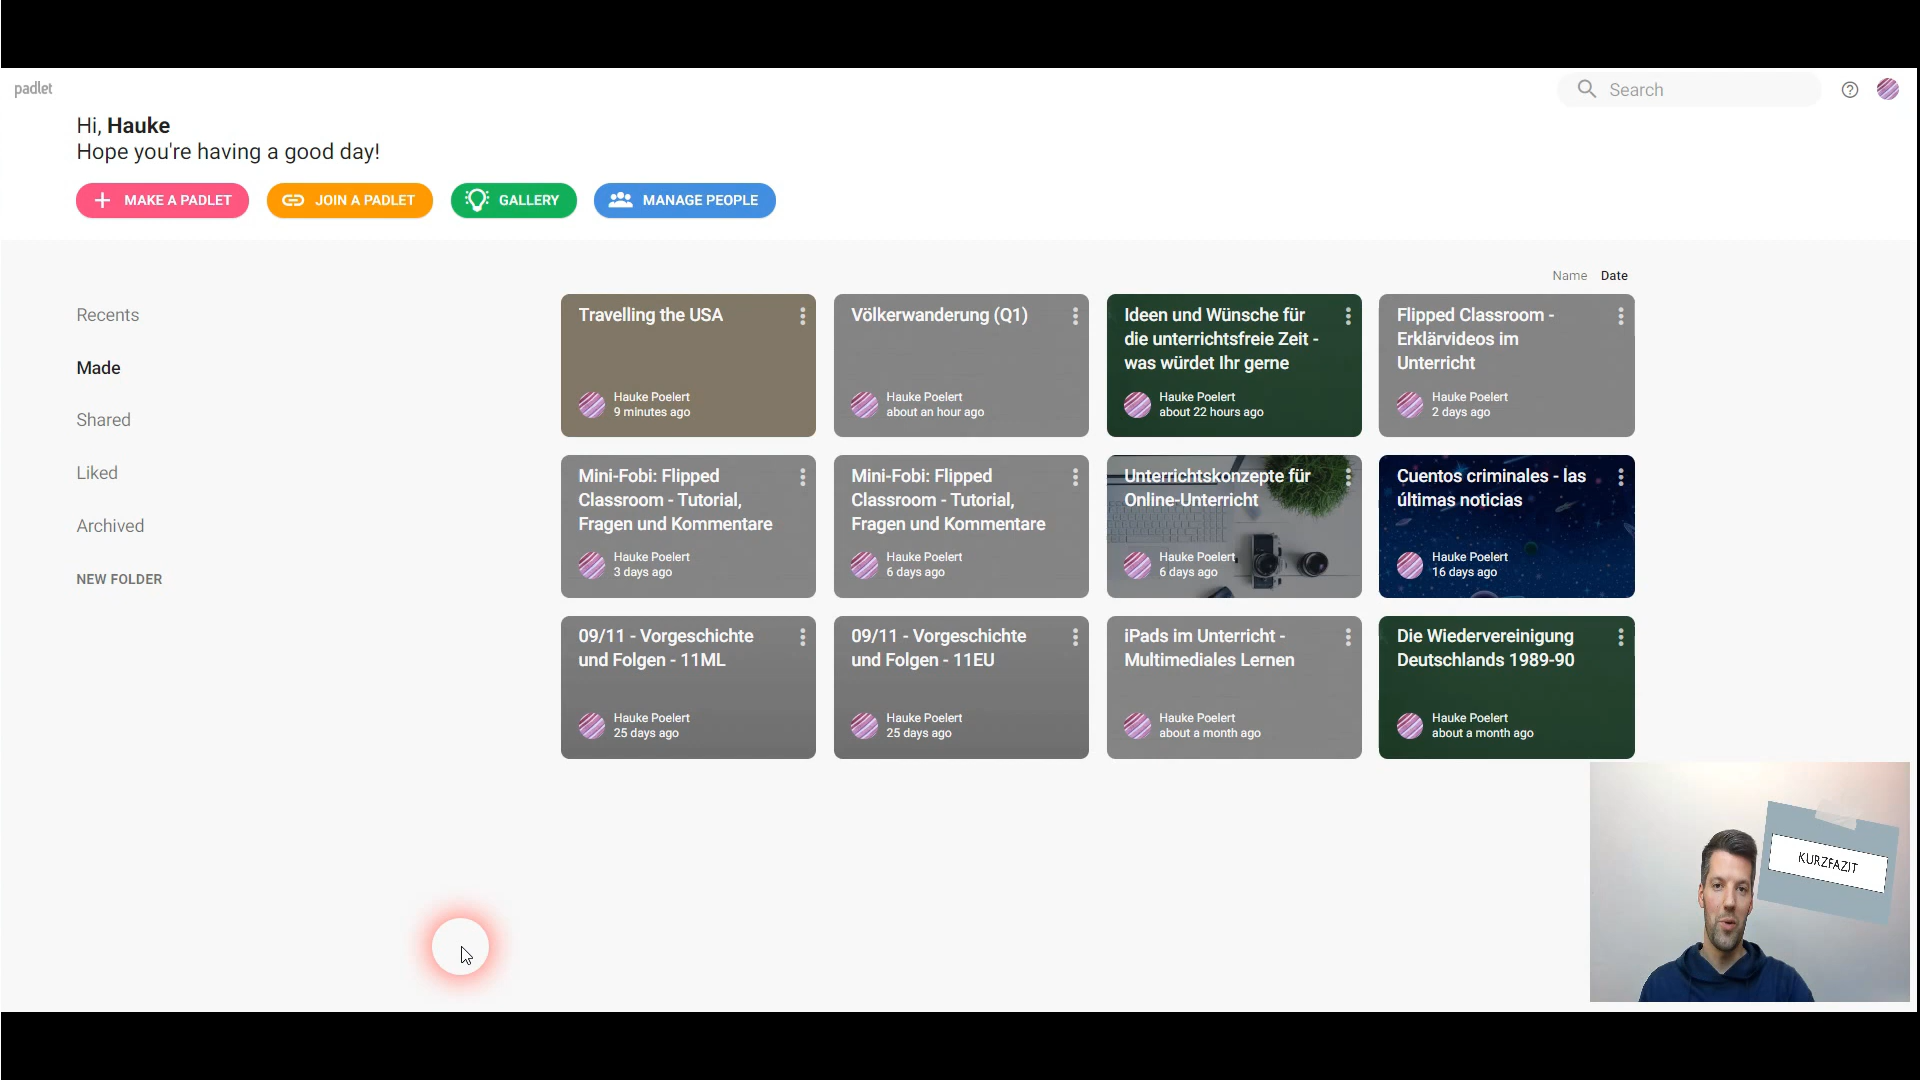 padlet
Search
Hi, Hauke
Hope you're having a good day!
MAKE A PADLET
JOIN A PADLET
GALLERY
MANAGE PEOPLE
Name Date
Recents
Made
Shared
Liked
Archived
NEW FOLDER
Travelling the USA
Hauke Poelert
9 minutes ago
Völkerwanderung (Q1)
Hauke Poelert
about an hour ago
Ideen und Wünsche für
die unterrichtsfreie Zeit -
was würdet Ihr gerne
Hauke Poelert
about 22 hours ago
Flipped Classroom -
Erklärvideos im
Unterricht
Hauke Poelert
2 days ago
Mini-Fobi: Flipped
Classroom - Tutorial,
Fragen und Kommentare
Hauke Poelert
3 days ago
Mini-Fobi: Flipped
Classroom - Tutorial,
Fragen und Kommentare
Hauke Poelert
6 days ago
Unterrichtskonzepte für
Online-Unterricht
Hauke Poelert
6 days ago
Cuentos criminales - las
últimas noticias
Hauke Poelert
16 days ago
09/11 - Vorgeschichte
und Folgen - 11ML
Hauke Poelert
25 days ago
09/11 - Vorgeschichte
und Folgen - 11EU
Hauke Poelert
25 days ago
iPads im Unterricht -
Multimediales Lernen
Hauke Poelert
about a month ago
Die Wiedervereinigung
Deutschlands 1989-90
Hauke Poelert
about a month ago
KURZFAZIT